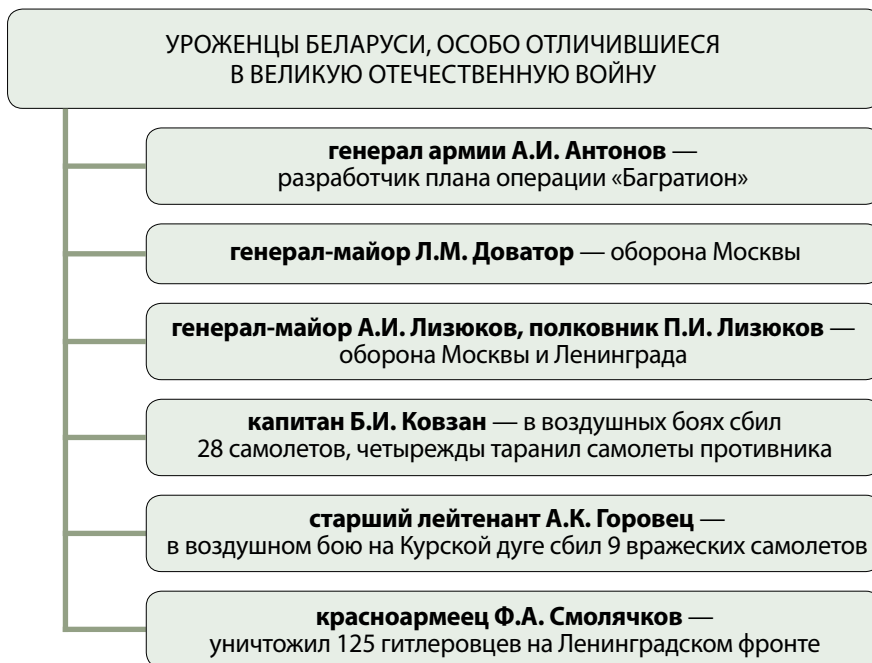 УРОЖЕНЦЫ БЕЛАРУСИ, ОСОБО ОТЛИЧИВШИЕСЯ
В ВЕЛИКУЮ ОТЕЧЕСТВЕННУЮ ВОЙНУ
генерал армии А.И. Антонов —
разработчик плана операции «Багратион»
генерал-майор Л.М. Доватор — оборона Москвы
генерал-майор А.И. Лизюков, полковник П.И. Лизюков —
оборона Москвы и Ленинграда
капитан Б.И. Ковзан — в воздушных боях сбил
28 самолетов, четырежды таранил самолеты противника
старший лейтенант А.К. Горовец —
в воздушном бою на Курской дуге сбил 9 вражеских самолетов
красноармеец Ф.А. Смолячков —
уничтожил 125 гитлеровцев на Ленинградском фронте